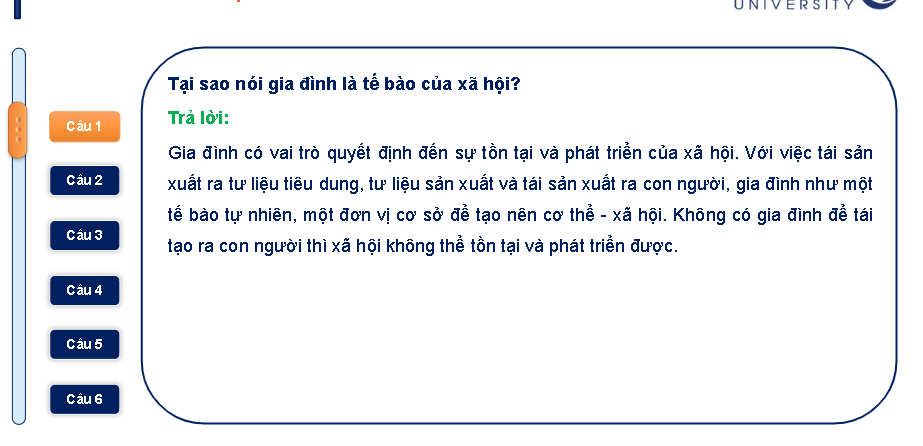 UNIVERSITY
Tại sao nói gia đình là tế bào của xã hội?
Trả lời:
Gia đình có vai trò quyết định đến sự tồn tại và phát triển của xã hội. Với việc tái sản
xuất ra tư liệu tiêu dung, tư liệu sản xuất và tái sản xuất ra con người, gia đình như một
tế bào tự nhiên, một đơn vị cơ sở để tạo nên cơ thể - xã hội. Không có gia đình để tái
tạo ra con người thì xã hội không thể tồn tại và phát triển được.
Câu 1
Câu 2
Câu 3
Câu 4
Câu 5
Câu 6